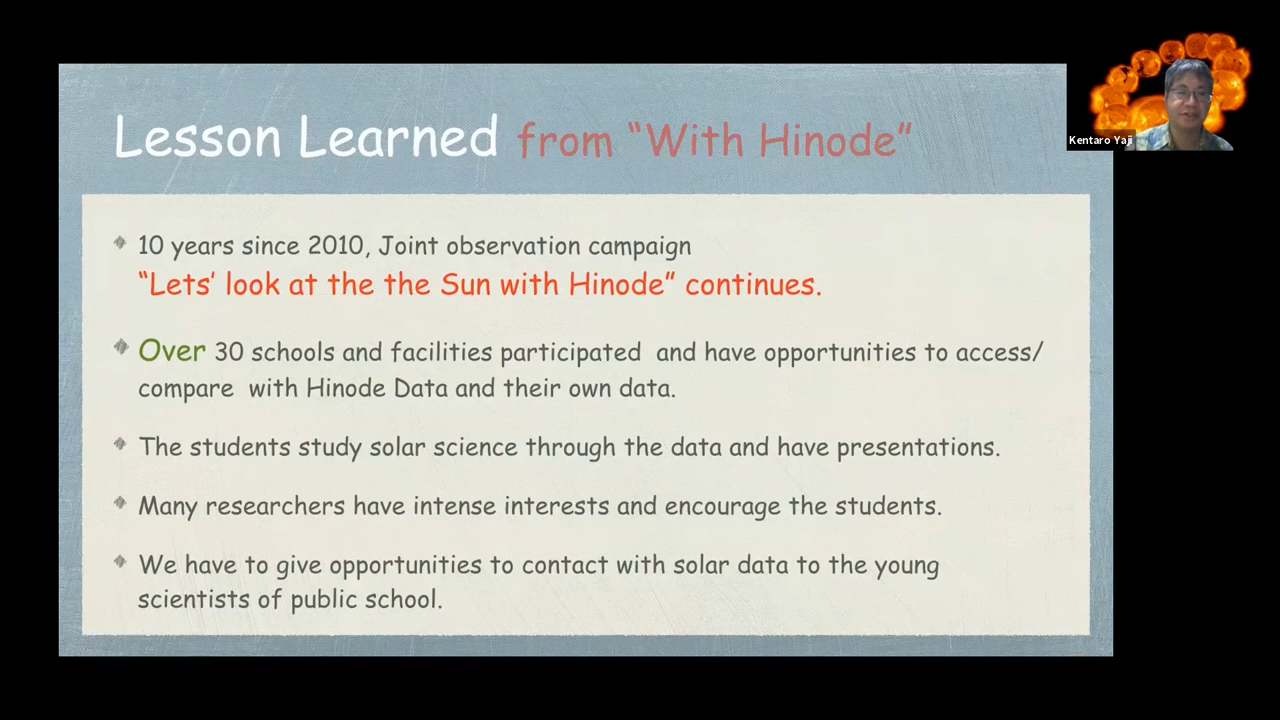 Lesson Learned from “With Hinode”
Kentaro Yaji
10 years since 2010, Joint observation campaign
“Lets’ look at the the Sun with Hinode” continues.
Over 30 schools and facilities participated and have opportunities to access/
compare with Hinode Data and their own data.
The students study solar science through the data and have presentations.
Many researchers have intense interests and encourage the students.
We have to give opportunities to contact with solar data to the young
scientists of public school.